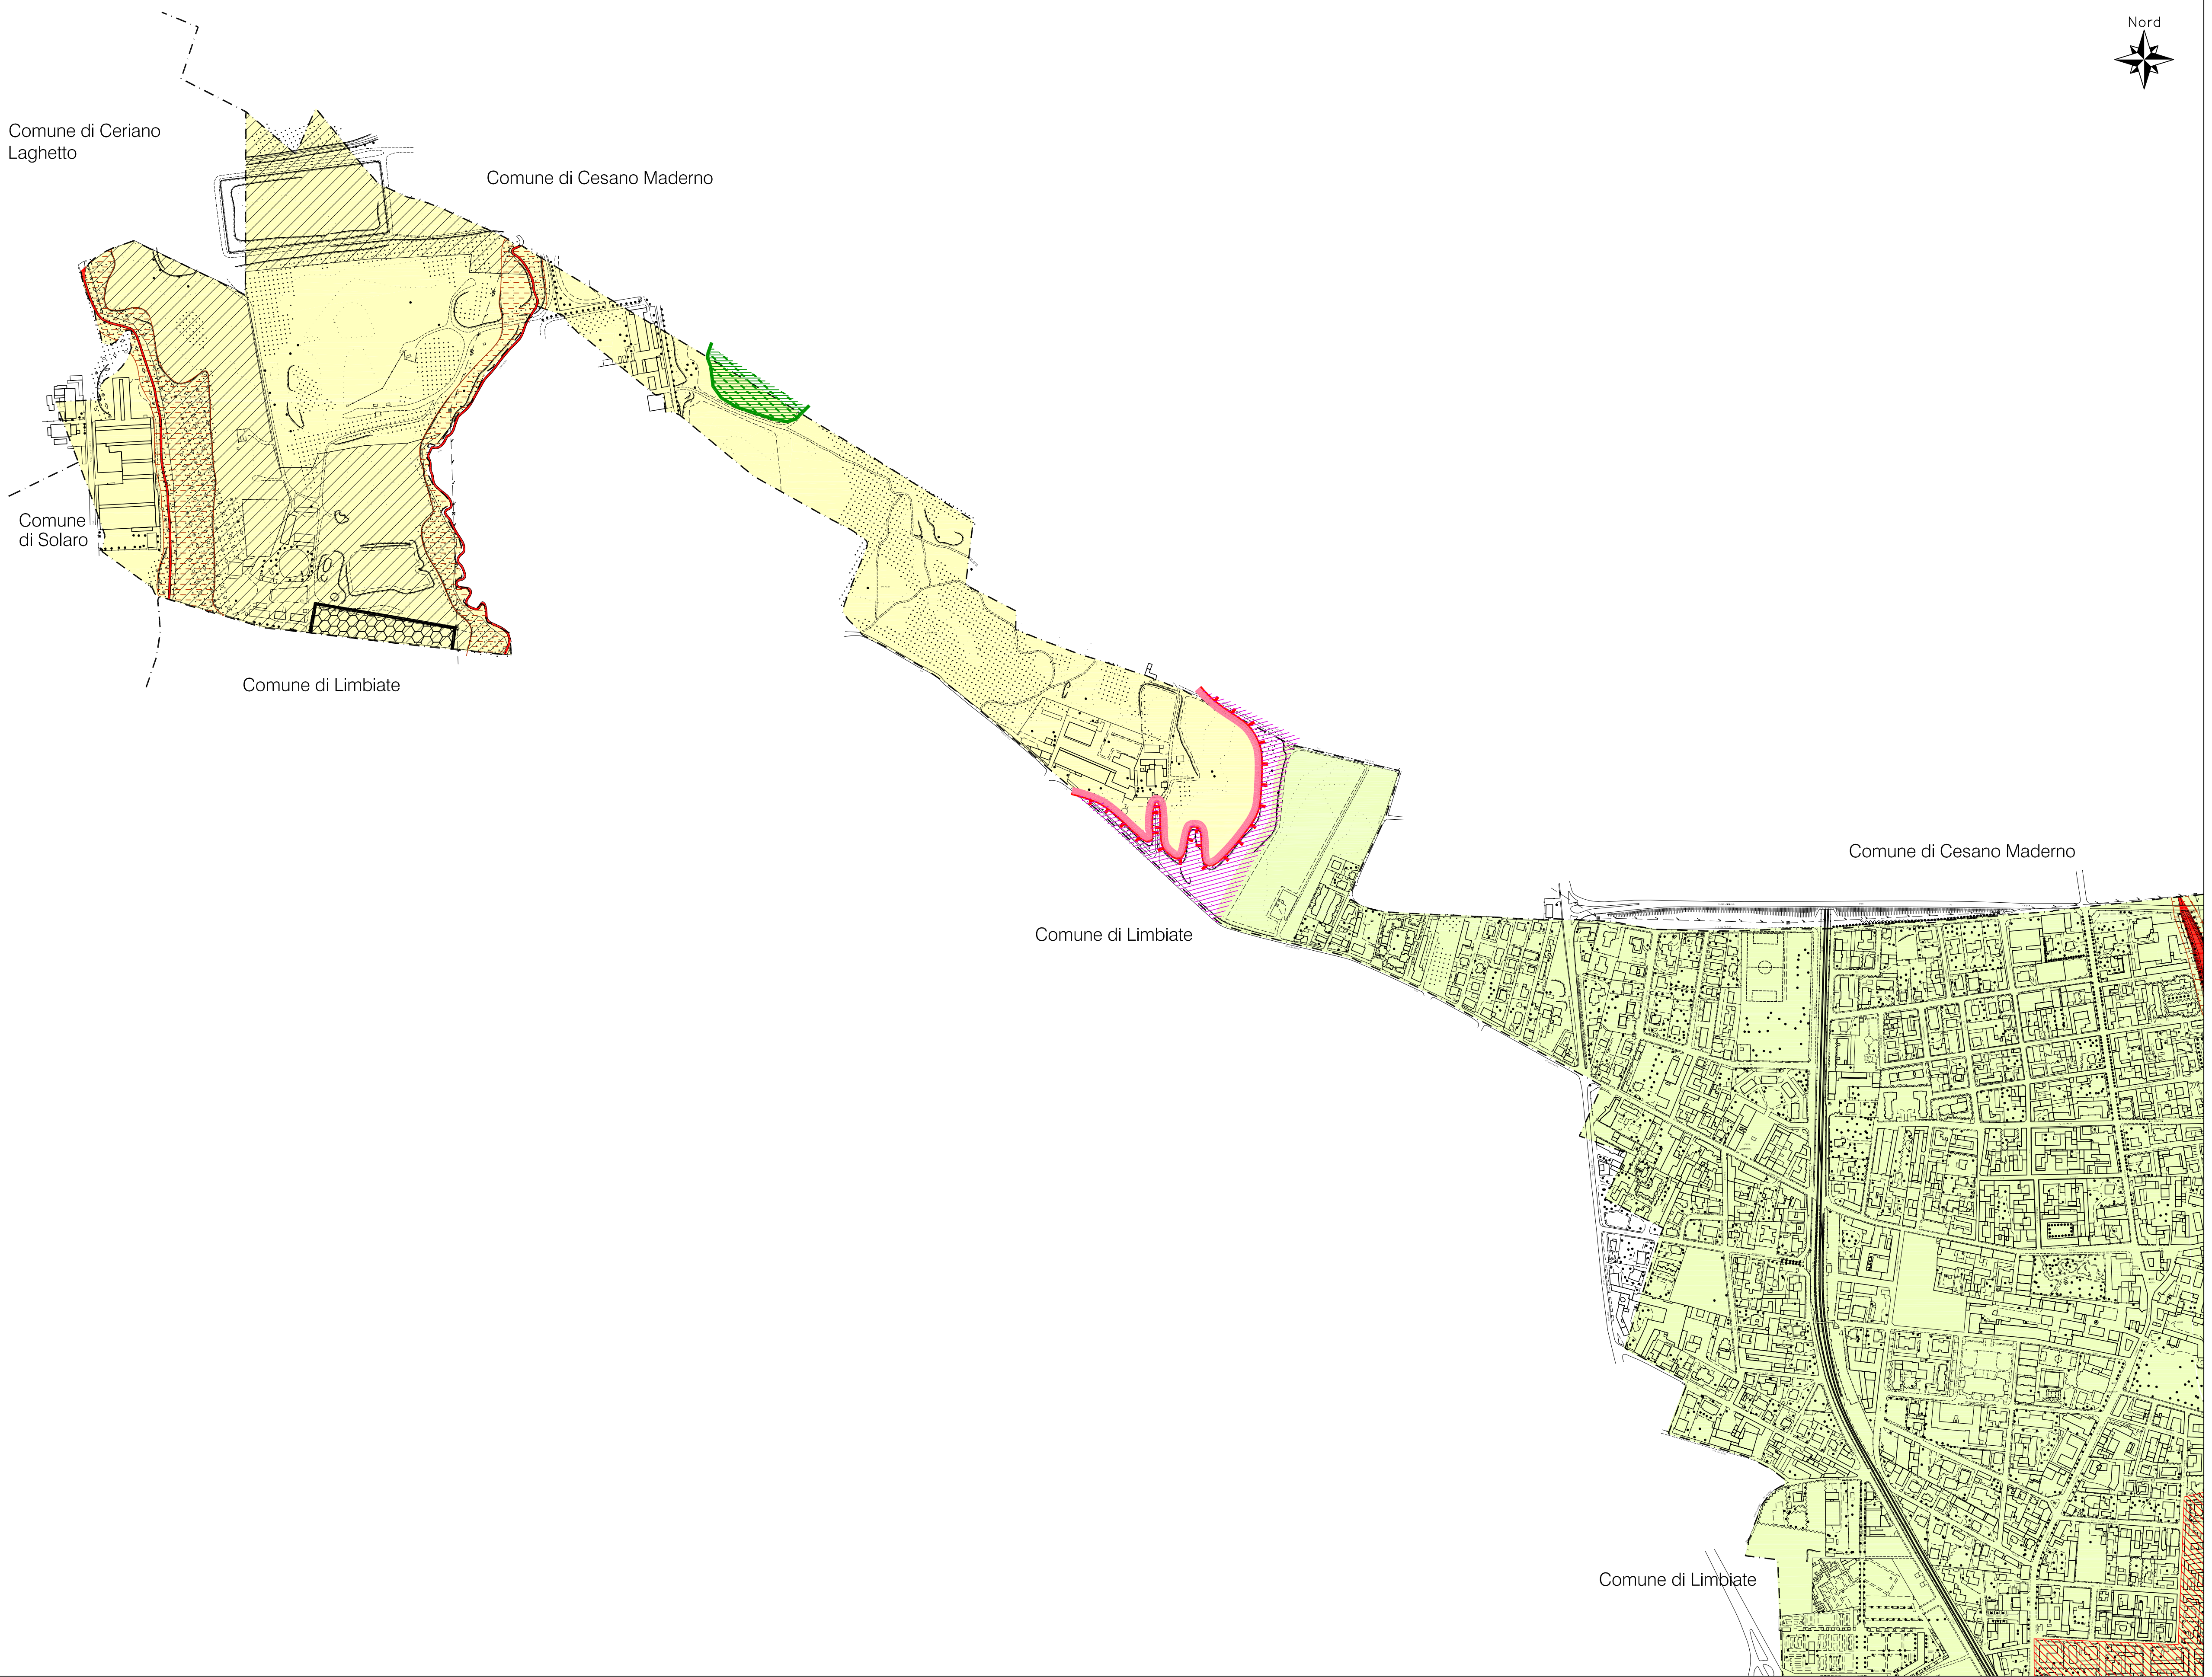 Nord
Comune di Ceriano
Laghetto
Comune di Cesano Maderno
Comune
di Solaro
Comune di Limbiate
Comune di Cesano Maderno
Comune di Limbiate
Comune di Limbiate